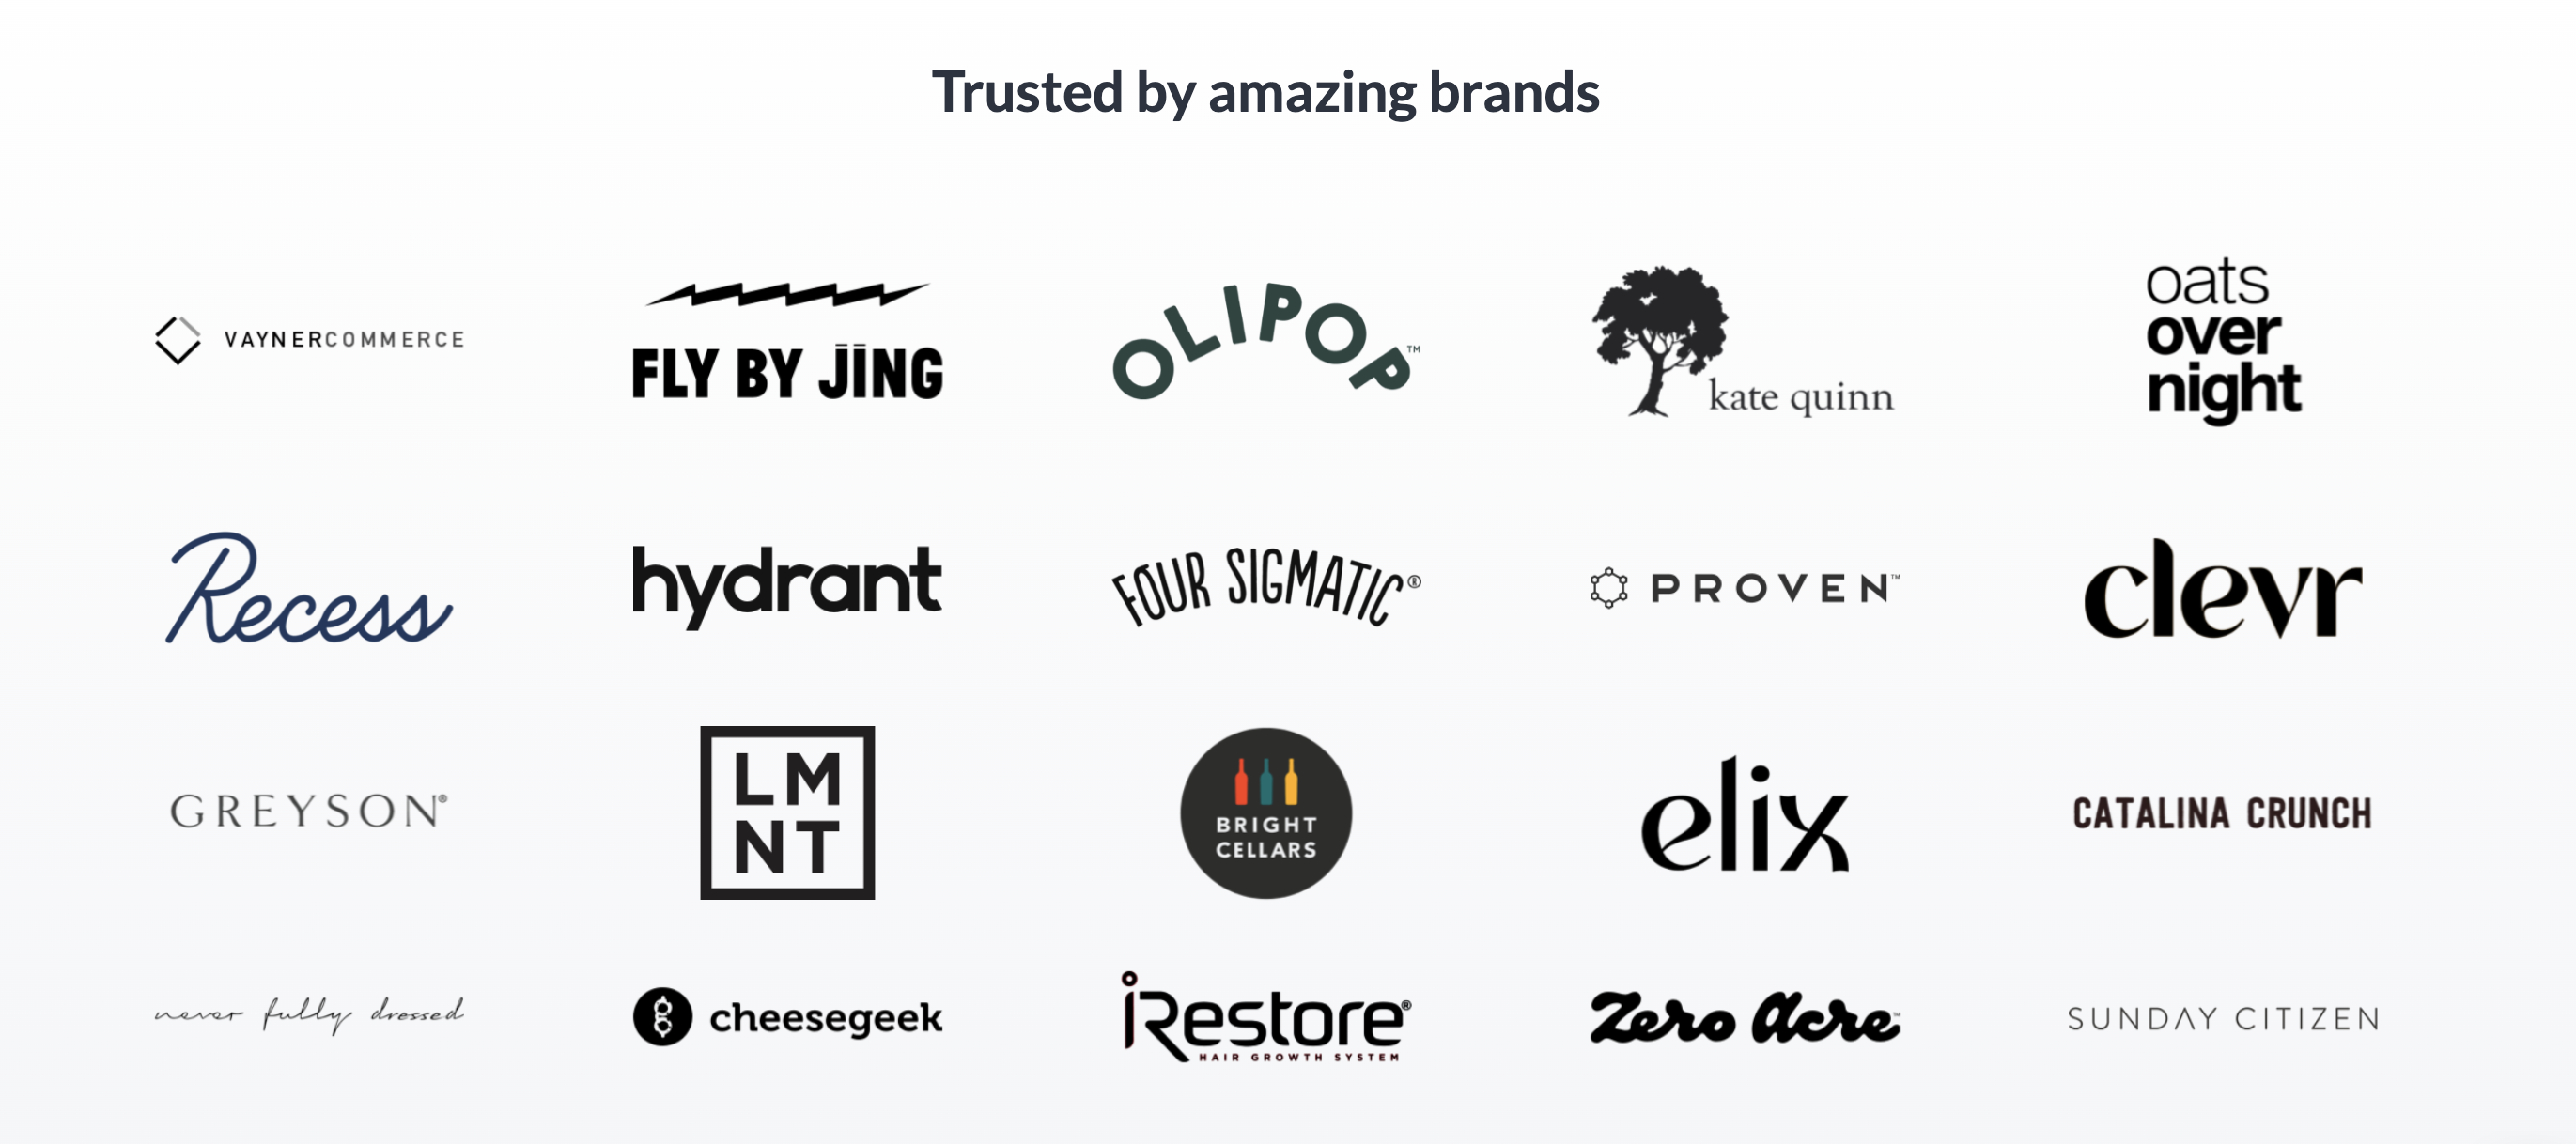 Trusted by amazing brands
VAYNERCOMMERCE
FLY BY JĪNG
OLIPOP™
kate quinn
oats
over
night
Recess
hydrant
FOUR SIGMATIC®
PROVEN™
clevr
GREYSON®
LM
NT
BRIGHT
CELLARS
elix
CATALINA CRUNCH
never fully dressed
cheesegeek
iRestore®
HAIR GROWTH SYSTEM
Zero Acre™
SUNDAY CITIZEN